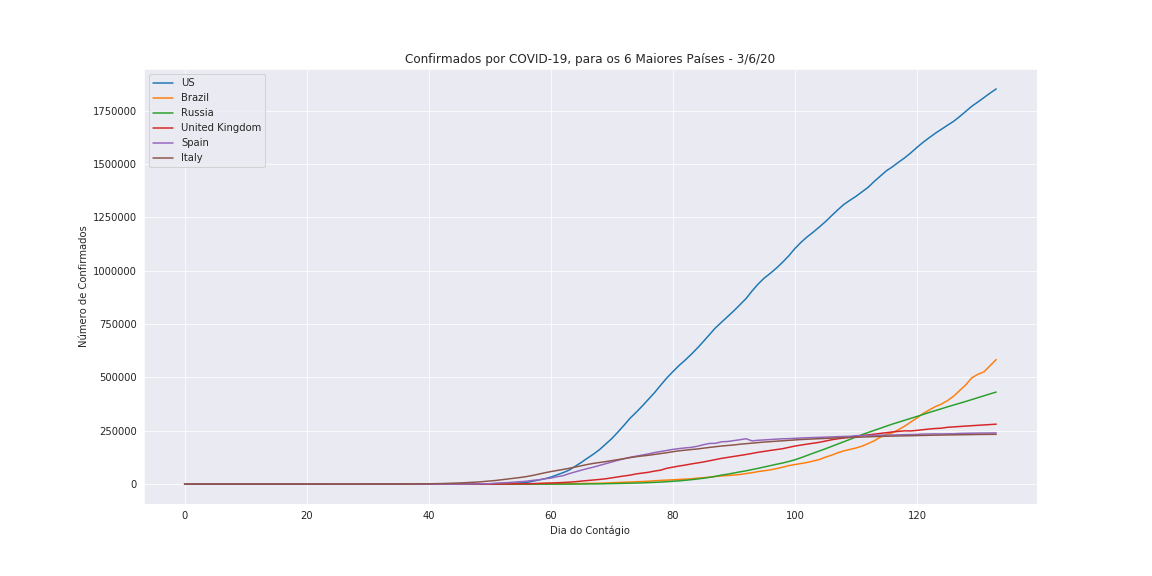 Confirmados por COVID-19, para os 6 Maiores Países - 3/6/20
US
Brazil
Russia
United Kingdom
Spain
Italy
Número de Confirmados
1750000
1500000
1250000
1000000
750000
500000
250000
0
0 20 40 60 80 100 120
Dia do Contágio